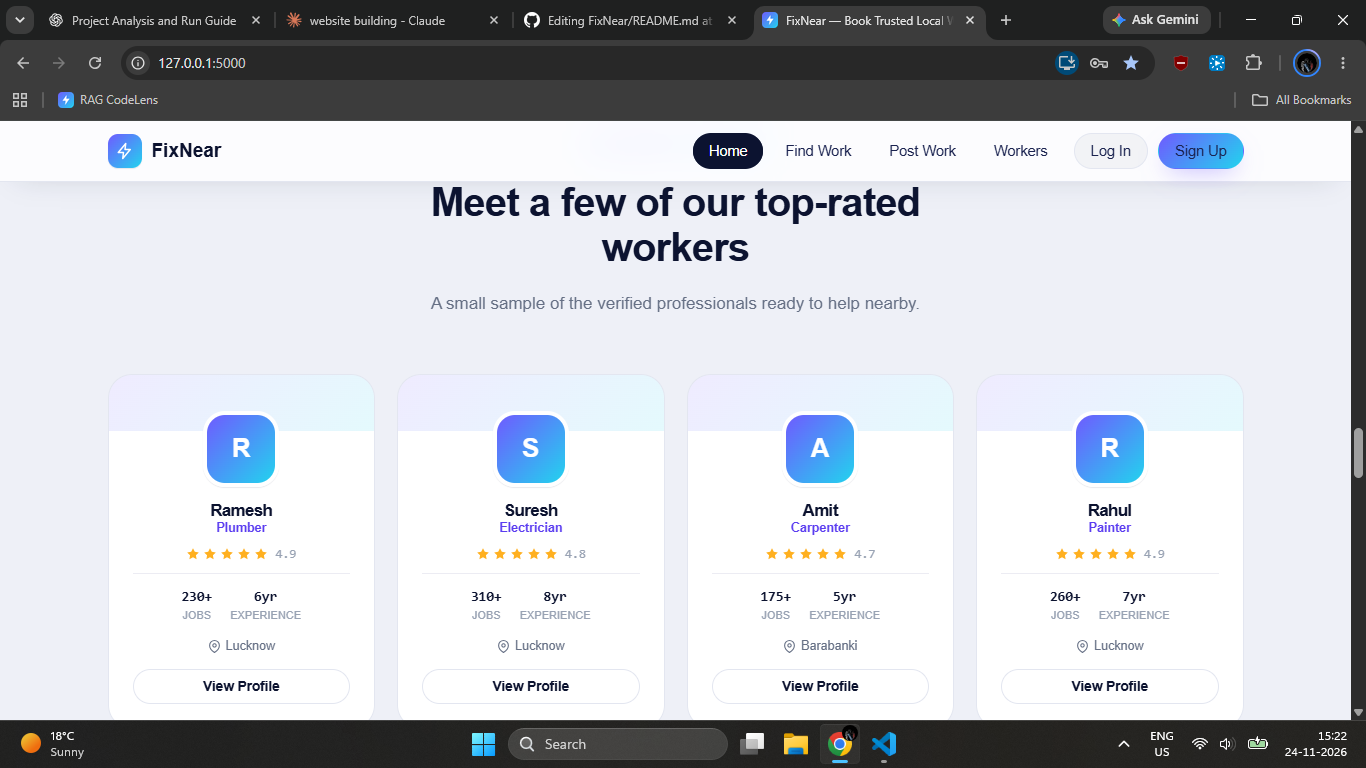 Project Analysis and Run Guide
website building - Claude
Editing FixNear/README.md at
FixNear — Book Trusted Local W
Ask Gemini
127.0.0.1:5000
RAG CodeLens
All Bookmarks
FixNear
Home Find Work Post Work Workers Log In Sign Up
Meet a few of our top-rated
workers
A small sample of the verified professionals ready to help nearby.
R
Ramesh
Plumber
4.9
230+ 6yr
JOBS EXPERIENCE
Lucknow
View Profile
S
Suresh
Electrician
4.8
310+ 8yr
JOBS EXPERIENCE
Lucknow
View Profile
A
Amit
Carpenter
4.7
175+ 5yr
JOBS EXPERIENCE
Barabanki
View Profile
R
Rahul
Painter
4.9
260+ 7yr
JOBS EXPERIENCE
Lucknow
View Profile
18°C
Sunny
Search
ENG
US
15:22
24-11-2026